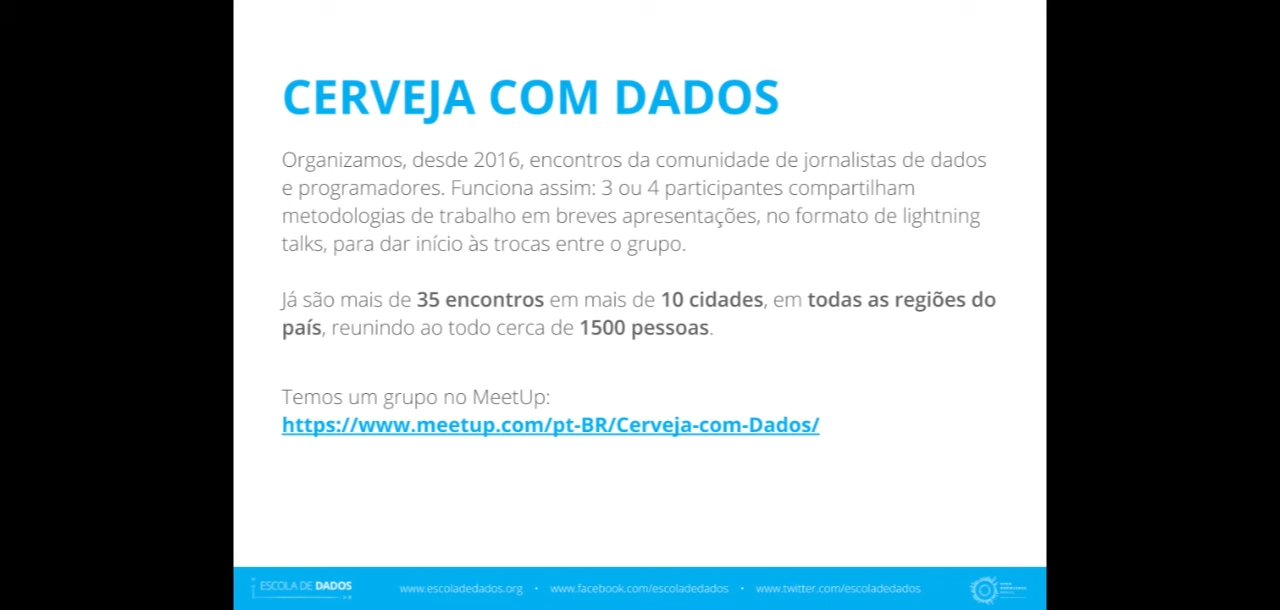 CERVEJA COM DADOS
Organizamos, desde 2016, encontros da comunidade de jornalistas de dados
e programadores. Funciona assim: 3 ou 4 participantes compartilham
metodologias de trabalho em breves apresentações, no formato de lightning
talks, para dar início às trocas entre o grupo.
Já são mais de 35 encontros em mais de 10 cidades, em todas as regiões do
país, reunindo ao todo cerca de 1500 pessoas.
Temos um grupo no MeetUp:
https://www.meetup.com/pt-BR/Cerveja-com-Dados/
ESCOLA DE DADOS
www.escoladedados.org • www.facebook.com/escoladedados • www.twitter.com/escoladedados